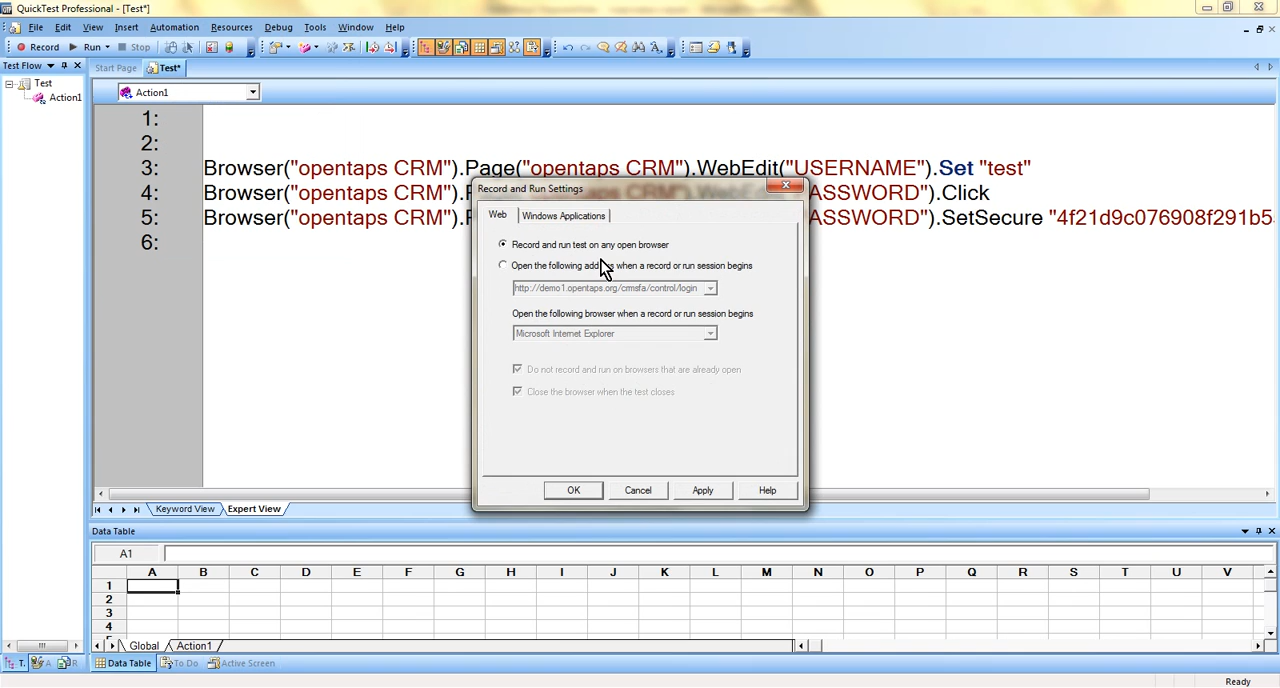 QuickTest Professional - [Test*]
File Edit View Insert Automation Resources Debug Tools Window Help
Record Run Stop
Test Flow Start Page Test*
Test
Action1
Action1
1:
2:
3: Browser("opentaps CRM").Page("opentaps CRM").WebEdit("USERNAME").Set "test"
4: Browser("opentaps CRM").P ASSWORD").Click
5: Browser("opentaps CRM").P ASSWORD").SetSecure "4f21d9c076908f291b5
6:
Record and Run Settings
Web Windows Applications
Record and run test on any open browser
Open the following address when a record or run session begins
http://demo1.opentaps.org/crmsfa/control/login
Open the following browser when a record or run session begins
Microsoft Internet Explorer
Do not record and run on browsers that are already open
Close the browser when the test closes
OK Cancel Apply Help
Keyword View Expert View
Data Table
A1
A B C D E F G H I J K L M N O P Q R S T U V
1
2
3
4
Global Action1
T. A R Data Table To Do Active Screen
Ready